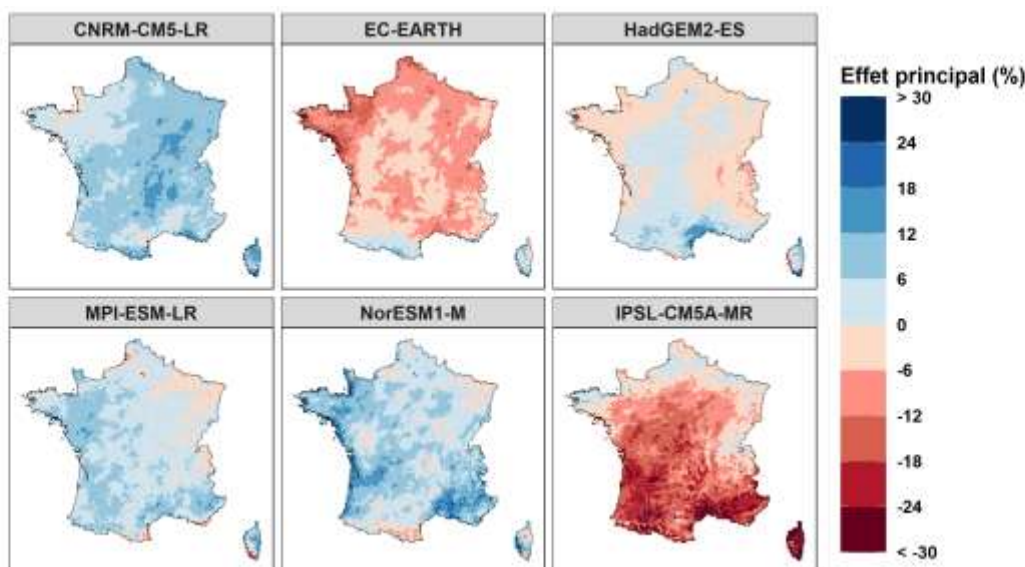 CNRM-CM5-LR
EC-EARTH
HadGEM2-ES
MPI-ESM-LR
NorESM1-M
IPSL-CM5A-MR
Effet principal (%)
> 30
24
18
12
6
0
-6
-12
-18
-24
< -30